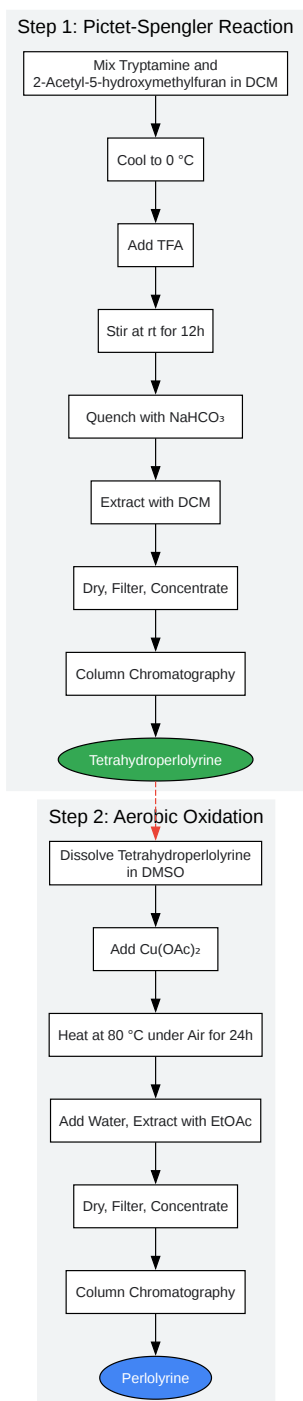 Step 1: Pictet-Spengler Reaction
Mix Tryptamine and
2-Acetyl-5-hydroxymethylfuran in DCM
Cool to 0 °C
Add TFA
Stir at rt for 12h
Quench with NaHCO₃
Extract with DCM
Dry, Filter, Concentrate
Column Chromatography
Tetrahydroperlolyrine
Step 2: Aerobic Oxidation
Dissolve Tetrahydroperlolyrine
in DMSO
Add Cu(OAc)₂
Heat at 80 °C under Air for 24h
Add Water, Extract with EtOAc
Dry, Filter, Concentrate
Column Chromatography
Perlolyrine